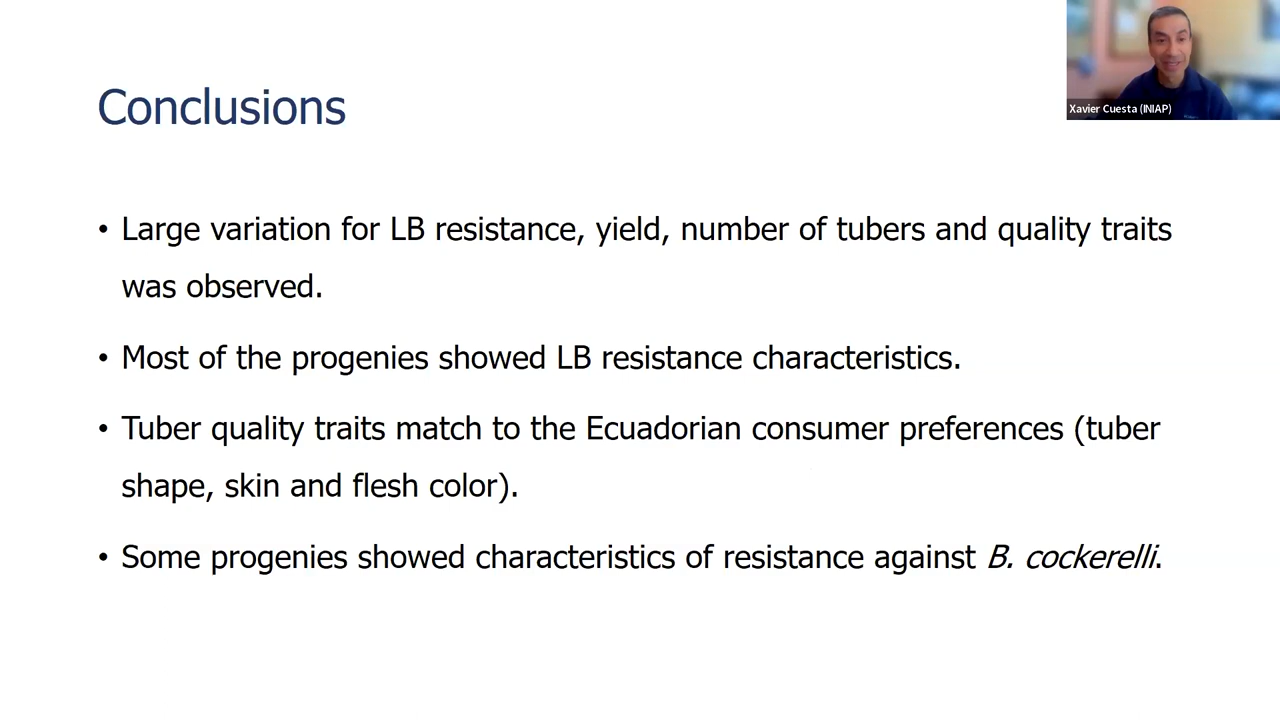 Xavier Cuesta (INIAP)
Conclusions
• Large variation for LB resistance, yield, number of tubers and quality traits
was observed.
• Most of the progenies showed LB resistance characteristics.
• Tuber quality traits match to the Ecuadorian consumer preferences (tuber
shape, skin and flesh color).
• Some progenies showed characteristics of resistance against B. cockerelli.